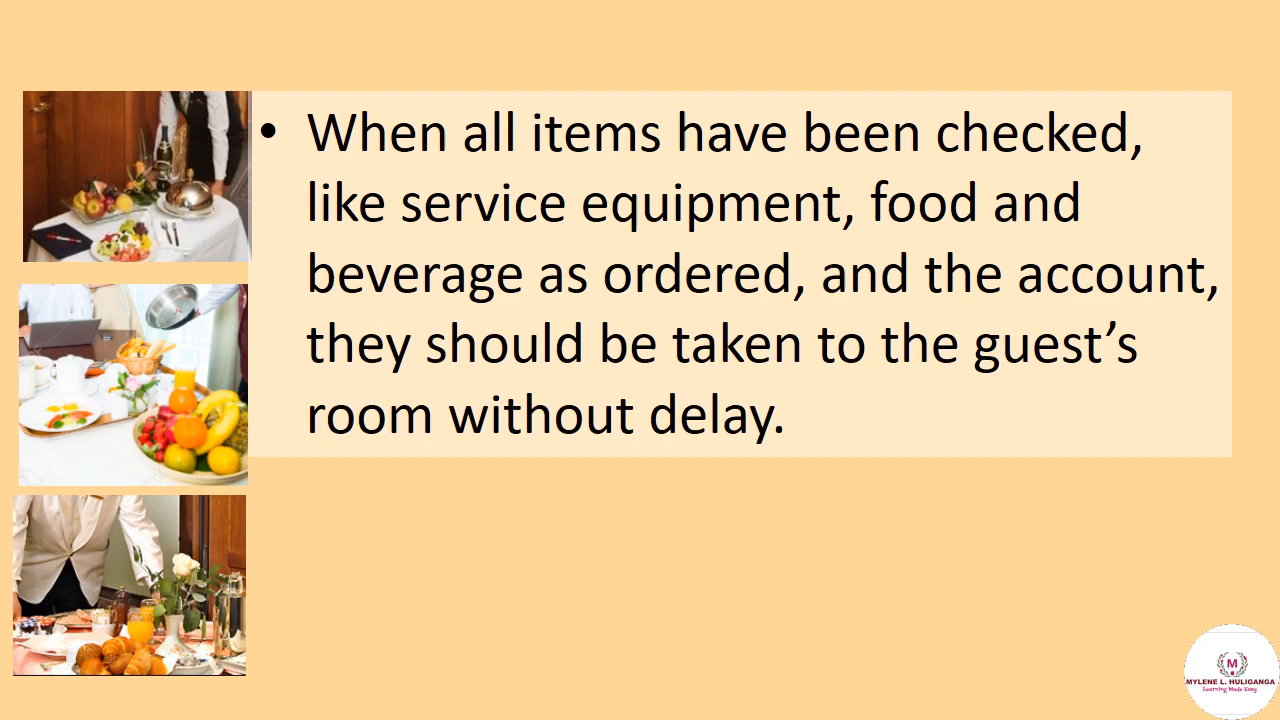 • When all items have been checked,
like service equipment, food and
beverage as ordered, and the account,
they should be taken to the guest’s
room without delay.
M
MYLENE L. HULIGANGA
Learning Made Easy